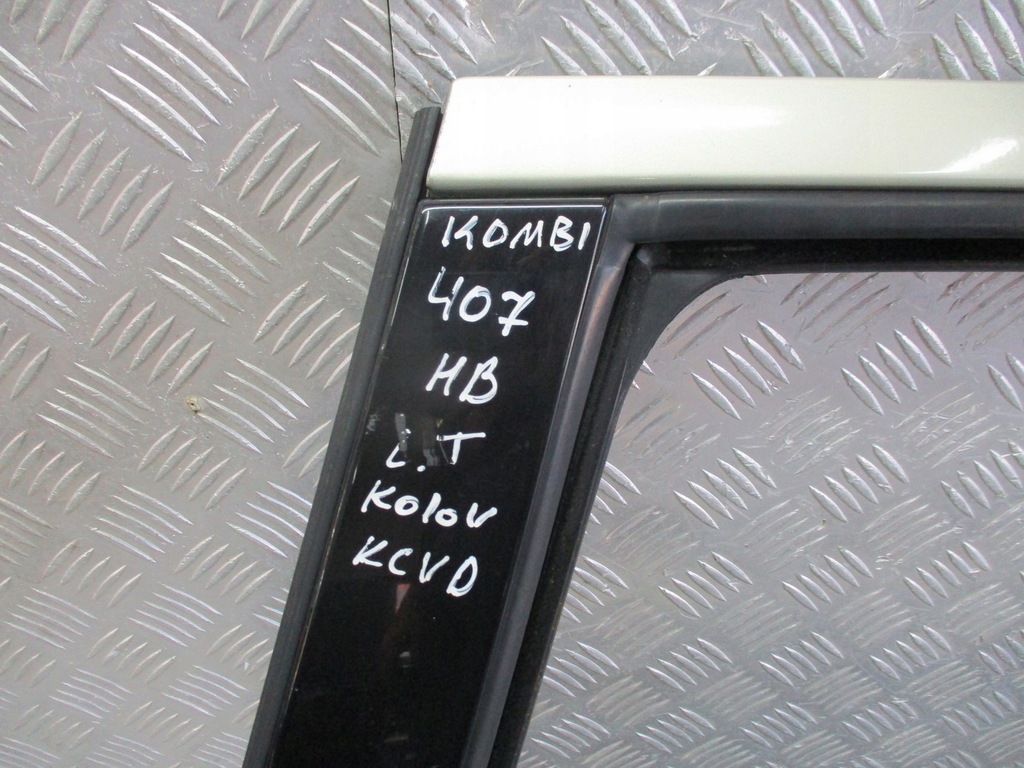 KOMBI
407
HB
L.T
Kolov
KCVD